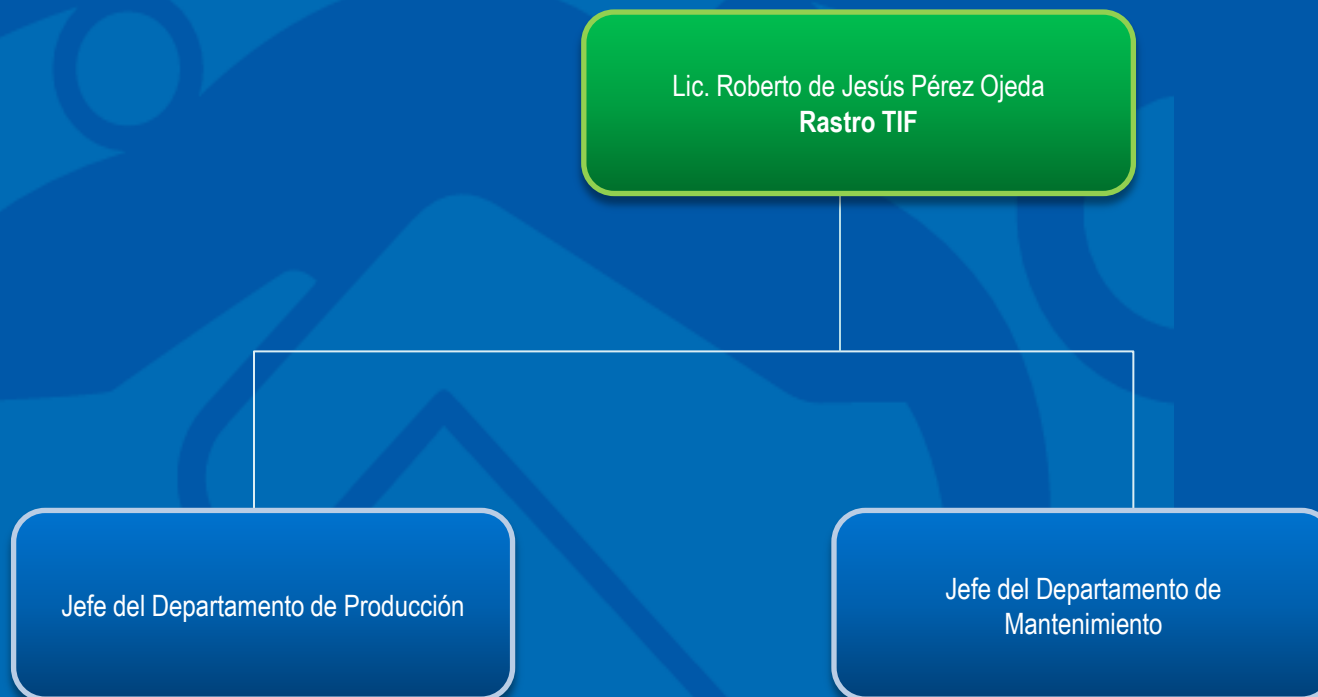 Lic. Roberto de Jesús Pérez Ojeda
Rastro TIF
Jefe del Departamento de Producción
Jefe del Departamento de
Mantenimiento